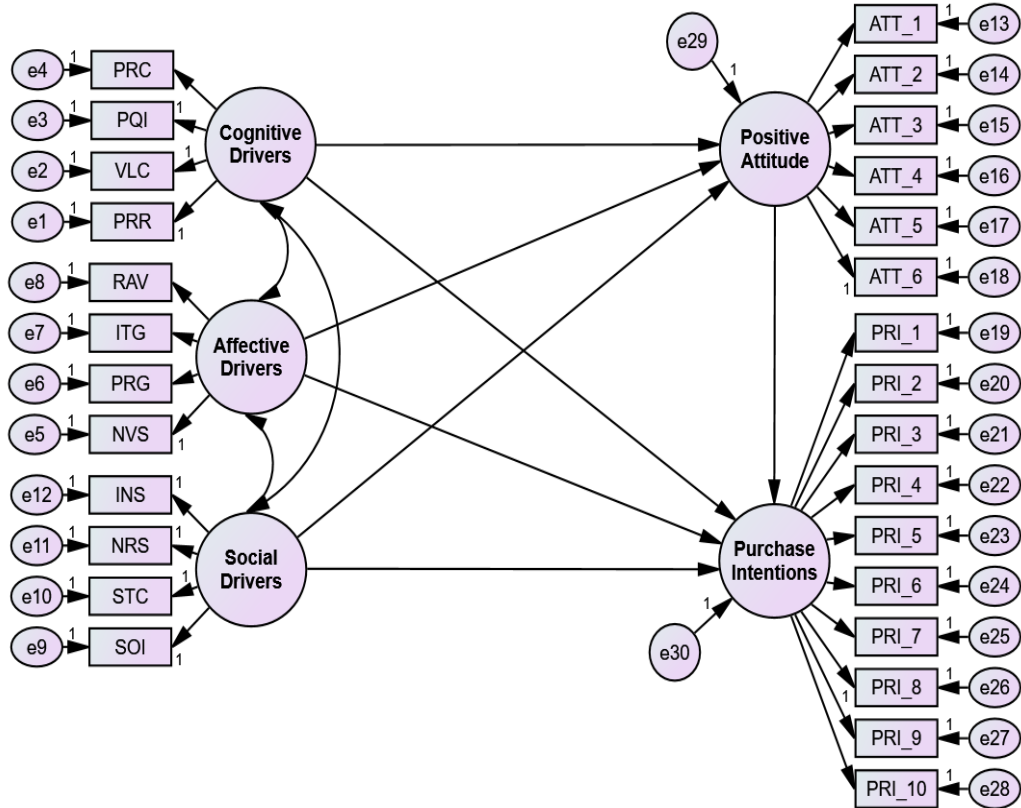 e4 1 PRC
e3 1 PQI 1
e2 1 VLC 1
e1 1 PRR 1
Cognitive
Drivers
e8 1 RAV
e7 1 ITG
e6 1 PRG
e5 1 NVS 1
Affective
Drivers
e12 1 INS 1
e11 1 NRS 1
e10 1 STC 1
e9 1 SOI 1
Social
Drivers
e29 1
Positive
Attitude
ATT_1 1 e13
ATT_2 1 e14
ATT_3 1 e15
ATT_4 1 e16
ATT_5 1 e17
1 ATT_6 1 e18
e30 1
Purchase
Intentions
PRI_1 1 e19
PRI_2 1 e20
PRI_3 1 e21
PRI_4 1 e22
PRI_5 1 e23
PRI_6 1 e24
PRI_7 1 e25
1 PRI_8 1 e26
PRI_9 1 e27
PRI_10 1 e28